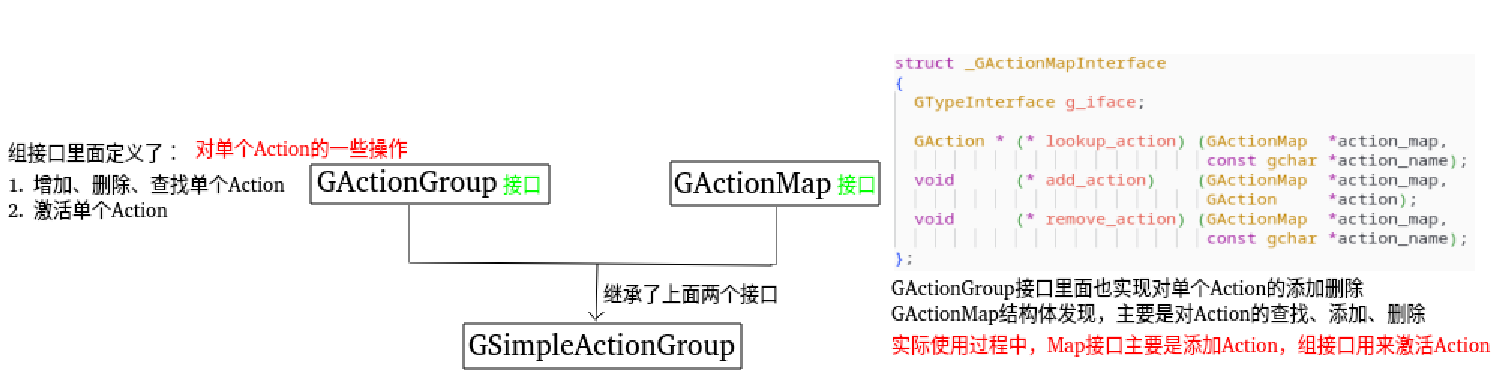 组接口里面定义了： 对单个Action的一些操作
1. 增加、删除、查找单个Action
2. 激活单个Action
GActionGroup 接口
GActionMap 接口
继承了上面两个接口
GSimpleActionGroup
struct _GActionMapInterface
{
GTypeInterface g_iface;
GAction * (* lookup_action) (GActionMap *action_map,
const gchar *action_name);
void (* add_action) (GActionMap *action_map,
GAction *action);
void (* remove_action) (GActionMap *action_map,
const gchar *action_name);
};
GActionGroup接口里面也实现对单个Action的添加删除
GActionMap结构体发现，主要是对Action的查找、添加、删除
实际使用过程中，Map接口主要是添加Action，组接口用来激活Action